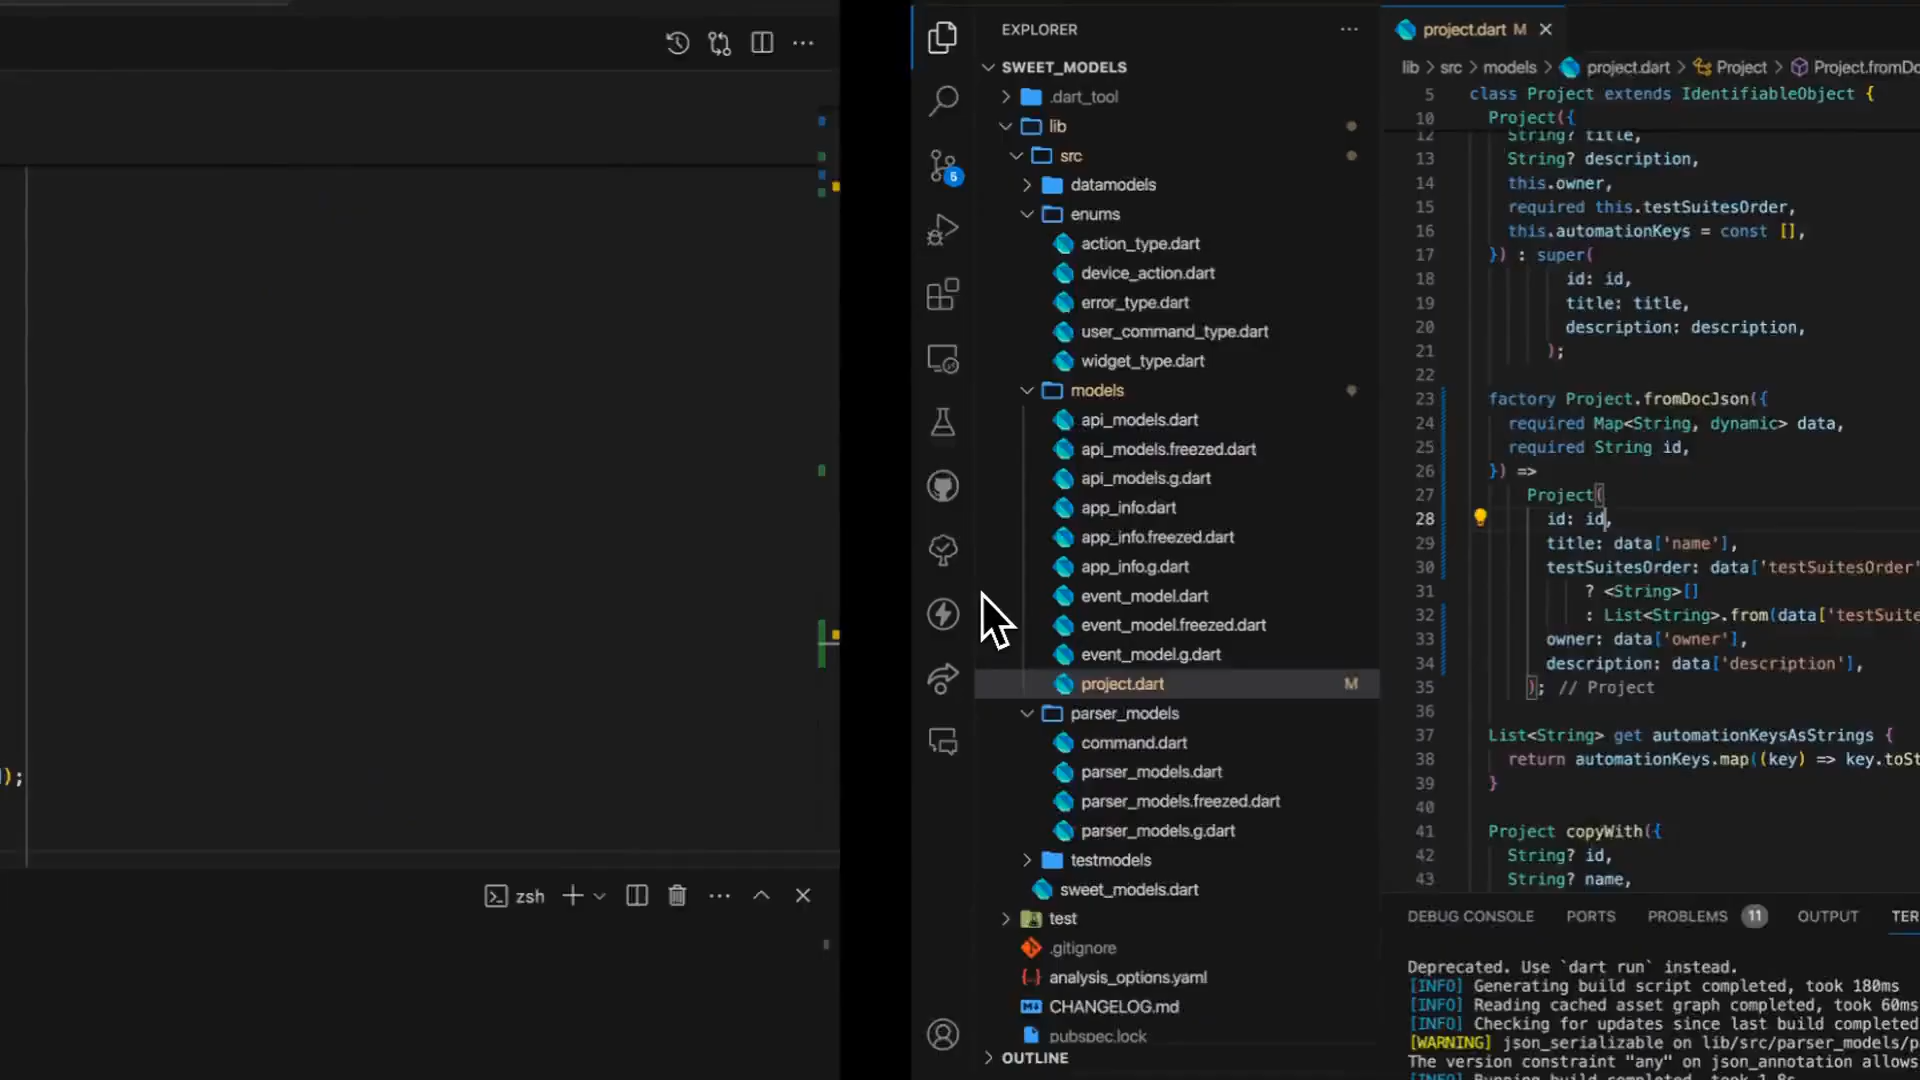 );
zsh
EXPLORER
SWEET_MODELS
.dart_tool
lib
src
datamodels
enums
action_type.dart
device_action.dart
error_type.dart
user_command_type.dart
widget_type.dart
models
api_models.dart
api_models.freezed.dart
api_models.g.dart
app_info.dart
app_info.freezed.dart
app_info.g.dart
event_model.dart
event_model.freezed.dart
event_model.g.dart
project.dart M
parser_models
command.dart
parser_models.dart
parser_models.freezed.dart
parser_models.g.dart
testmodels
sweet_models.dart
test
.gitignore
analysis_options.yaml
CHANGELOG.md
pubspec.lock
OUTLINE
project.dart M
lib > src > models > project.dart > Project > Project.fromDo
5 class Project extends IdentifiableObject {
10 Project({
12 String? title,
13 String? description,
14 this.owner,
15 required this.testSuitesOrder,
16 this.automationKeys = const [],
17 }) : super(
18 id: id,
19 title: title,
20 description: description,
21 );
22
23 factory Project.fromDocJson({
24 required Map<String, dynamic> data,
25 required String id,
26 }) =>
27 Project(
28 id: id,
29 title: data['name'],
30 testSuitesOrder: data['testSuitesOrder'
31 ? <String>[]
32 : List<String>.from(data['testSuite
33 owner: data['owner'],
34 description: data['description'],
35 ); // Project
36
37 List<String> get automationKeysAsStrings {
38 return automationKeys.map((key) => key.toSt
39 }
40
41 Project copyWith({
42 String? id,
43 String? name,
DEBUG CONSOLE PORTS PROBLEMS 11 OUTPUT TER
Deprecated. Use `dart run` instead.
[INFO] Generating build script completed, took 180ms
[INFO] Reading cached asset graph completed, took 60ms
[INFO] Checking for updates since last build completed
[WARNING] json_serializable on lib/src/parser_models/p
The version constraint "any" on json_annotation allows
[INFO] Running build completed, took 1.8s